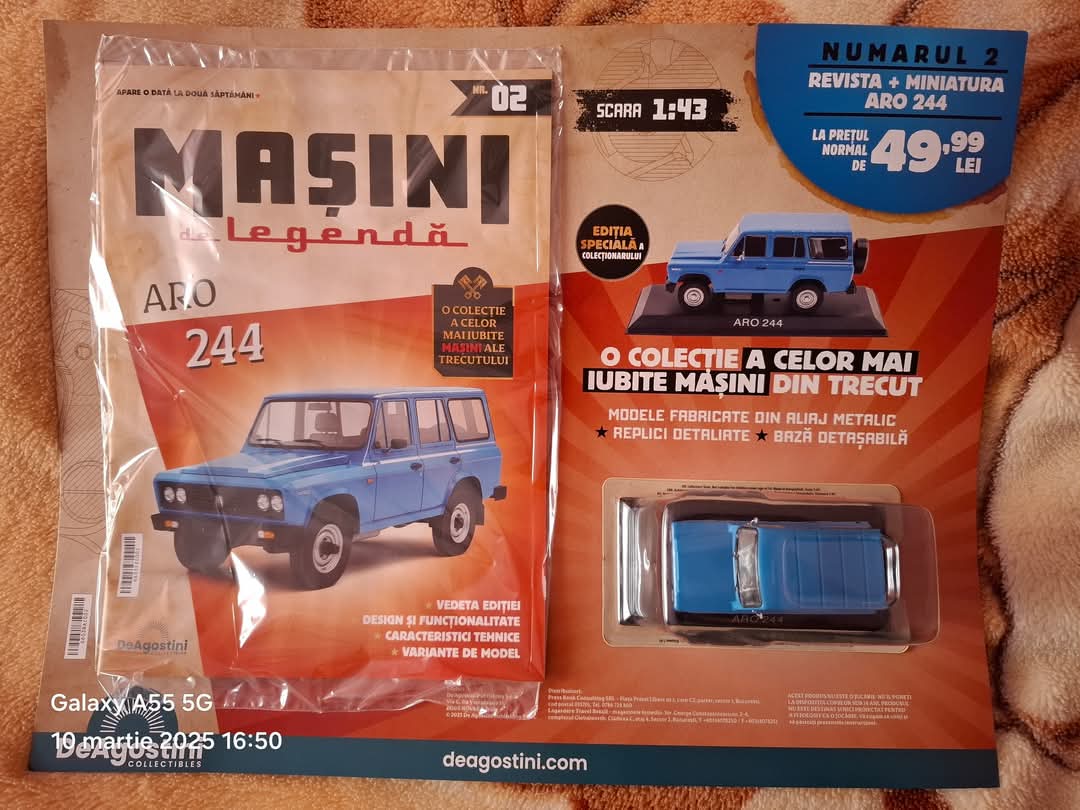 APARE O DATĂ LA DOUĂ SĂPTĂMÂNI
NR. 02
MAȘINI
de legendă
ARO
244
O COLECȚIE
A CELOR
MAI IUBITE
MAȘINI ALE
TRECUTULUI
VEDETA EDIȚIEI
DESIGN ȘI FUNCȚIONALITATE
CARACTERISTICI TEHNICE
VARIANTE DE MODEL
DeAgostini
COLLECTIBLES
SCARA 1:43
NUMARUL 2
REVISTA + MINIATURA
ARO 244
LA PREȚUL
NORMAL
DE 49,99
LEI
EDIȚIA
SPECIALĂ A
COLECȚIONARULUI
ARO 244
O COLECȚIE A CELOR MAI
IUBITE MAȘINI DIN TRECUT
MODELE FABRICATE DIN ALIAJ METALIC
★ REPLICI DETALIATE ★ BAZĂ DETAȘABILĂ
ARO 244
Distribuitori:
Galaxy A55 5G
10 martie 2025 16:50
DeAgostini
COLLECTIBLES
deagostini.com